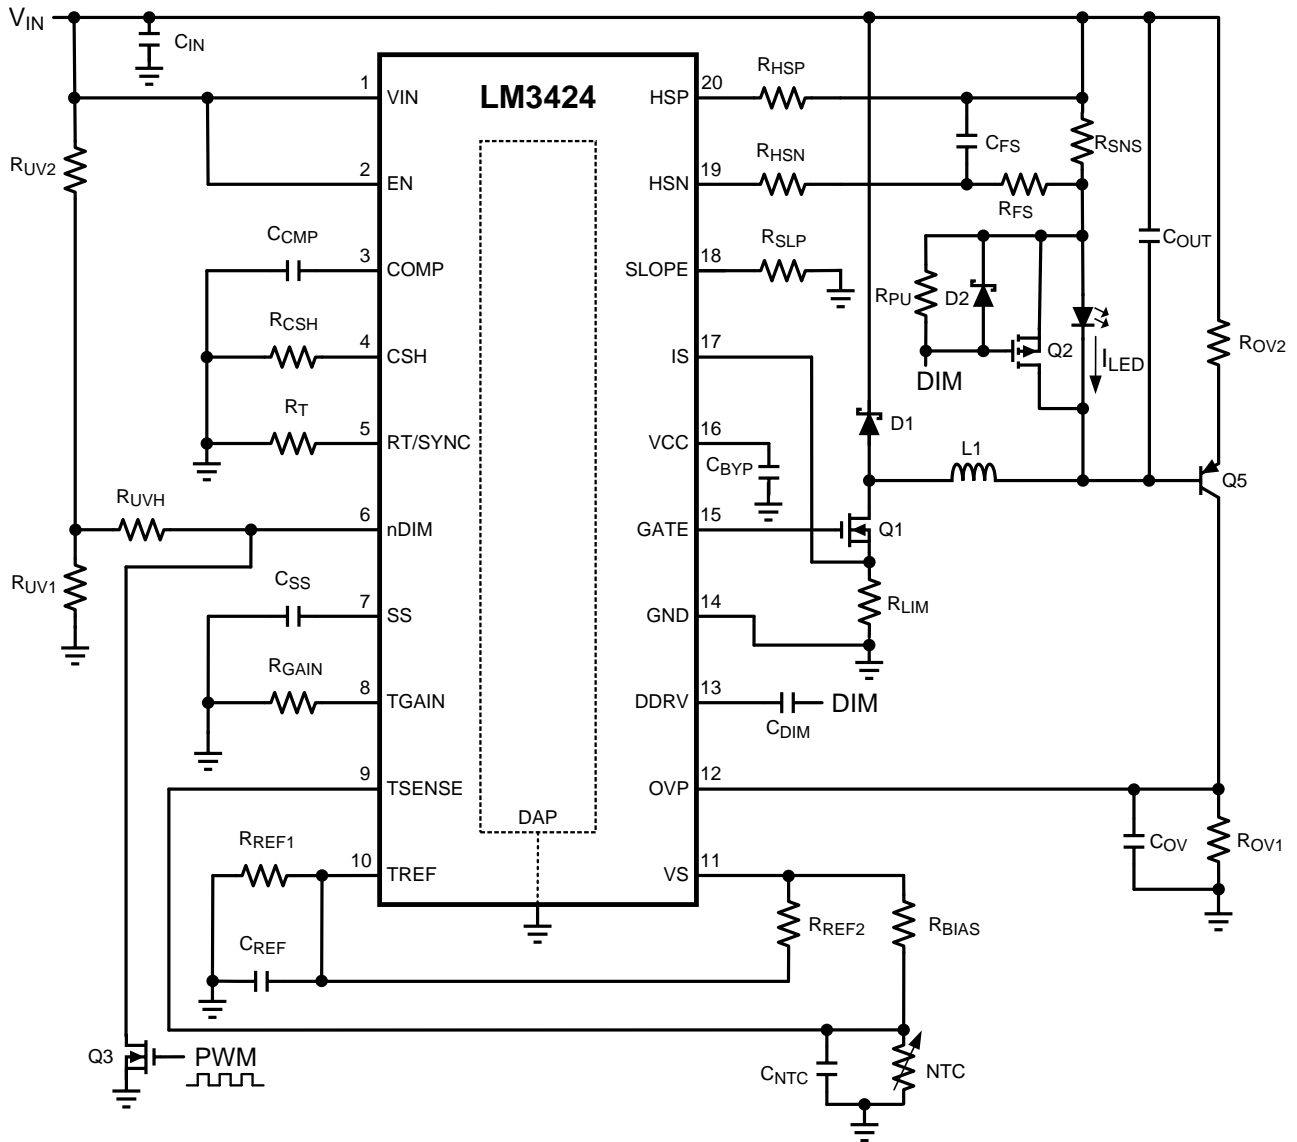 VIN
CIN
LM3424
1
VIN
2
EN
3
COMP
4
CSH
5
RT/SYNC
6
nDIM
7
SS
8
TGAIN
9
TSENSE
10
TREF
20
HSP
19
HSN
18
SLOPE
17
IS
16
VCC
15
GATE
14
GND
13
DDRV
12
OVP
11
VS
DAP
RUV2
CCMP
RCSH
RT
RUVH
RUV1
CSS
RGAIN
RREF1
CREF
Q3
PWM
RHSP
RHSN
CFS
RSNS
RFS
RSLP
COUT
RPU
D2
Q2
DIM
ILED
ROV2
D1
CBYP
L1
Q5
Q1
RLIM
CDIM
DIM
COV
ROV1
RREF2
RBIAS
CNTC
NTC